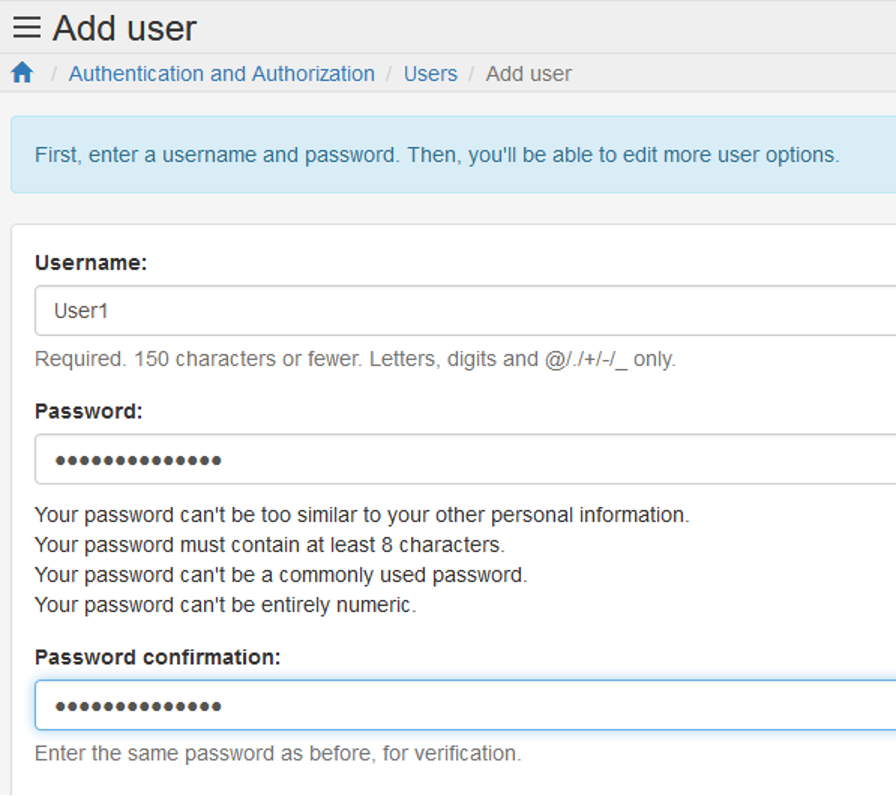 Add user
/ Authentication and Authorization / Users / Add user
First, enter a username and password. Then, you'll be able to edit more user options.
Username:
User1
Required. 150 characters or fewer. Letters, digits and @/./+/-/_ only.
Password:
••••••••••••••
Your password can't be too similar to your other personal information.
Your password must contain at least 8 characters.
Your password can't be a commonly used password.
Your password can't be entirely numeric.
Password confirmation:
••••••••••••••
Enter the same password as before, for verification.